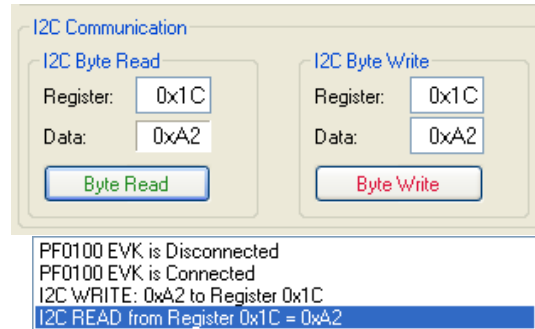 I2C Communication
I2C Byte Read
I2C Byte Write
Register: 0x1C
Register: 0x1C
Data: 0xA2
Data: 0xA2
Byte Read
Byte Write
PF0100 EVK is Disconnected
PF0100 EVK is Connected
I2C WRITE: 0xA2 to Register 0x1C
I2C READ from Register 0x1C = 0xA2